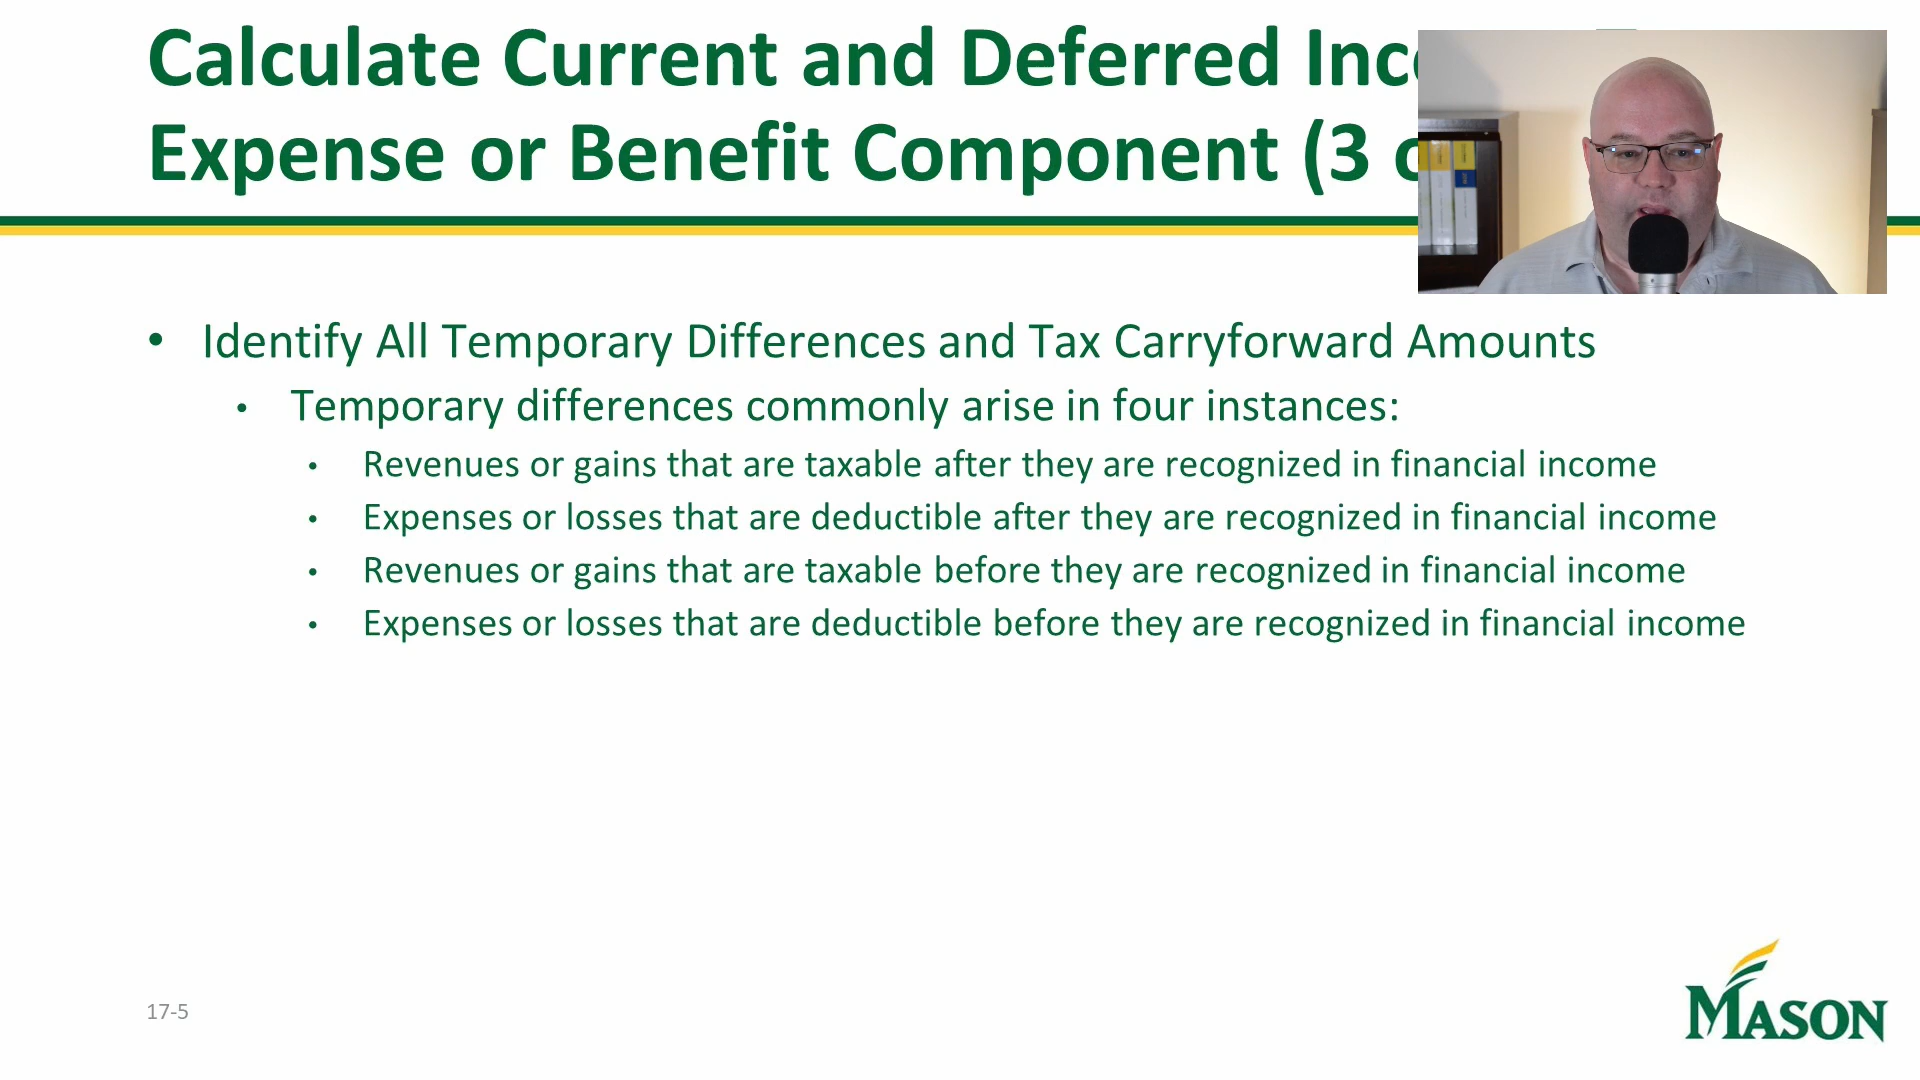 Calculate Current and Deferred
Expense or Benefit Component (3
• Identify All Temporary Differences and Tax Carryforward Amounts
• Temporary differences commonly arise in four instances:
• Revenues or gains that are taxable after they are recognized in financial income
• Expenses or losses that are deductible after they are recognized in financial income
• Revenues or gains that are taxable before they are recognized in financial income
• Expenses or losses that are deductible before they are recognized in financial income
17-5
MASON